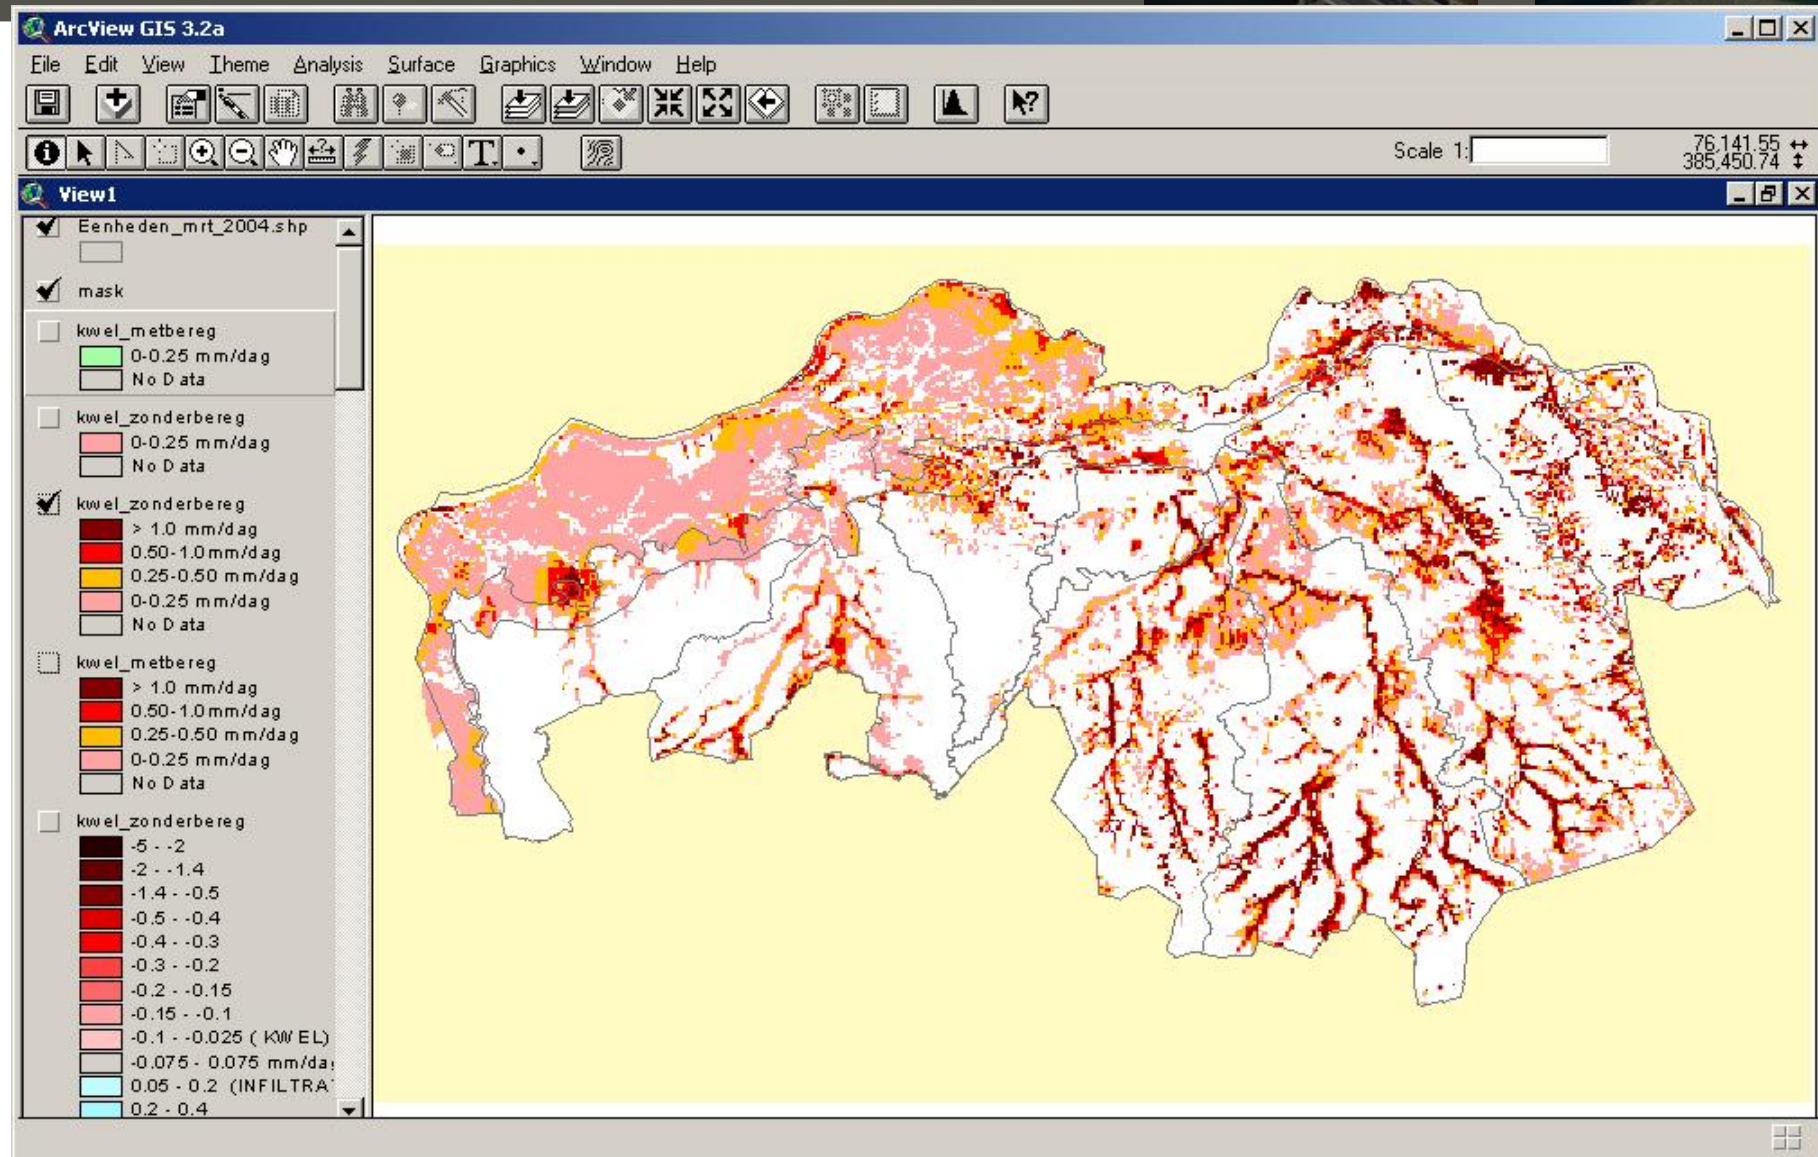 ArcView GIS 3.2a
File Edit View Theme Analysis Surface Graphics Window Help
Scale 1:
76,141.55
385,450.74
View1
Eenheden_mrt_2004.shp
mask
kwel_metbereg
0-0.25 mm/dag
No Data
kwel_zonderbereg
0-0.25 mm/dag
No Data
kwel_zonderbereg
> 1.0 mm/dag
0.50-1.0mm/dag
0.25-0.50 mm/dag
0-0.25 mm/dag
No Data
kwel_metbereg
> 1.0 mm/dag
0.50-1.0mm/dag
0.25-0.50 mm/dag
0-0.25 mm/dag
No Data
kwel_zonderbereg
-5 - -2
-2 - -1.4
-1.4 - -0.5
-0.5 - -0.4
-0.4 - -0.3
-0.3 - -0.2
-0.2 - -0.15
-0.15 - -0.1
-0.1 - -0.025 ( KWEL)
-0.075 - 0.075 mm/da
0.05 - 0.2 (INFILTRA
0.2 - 0.4